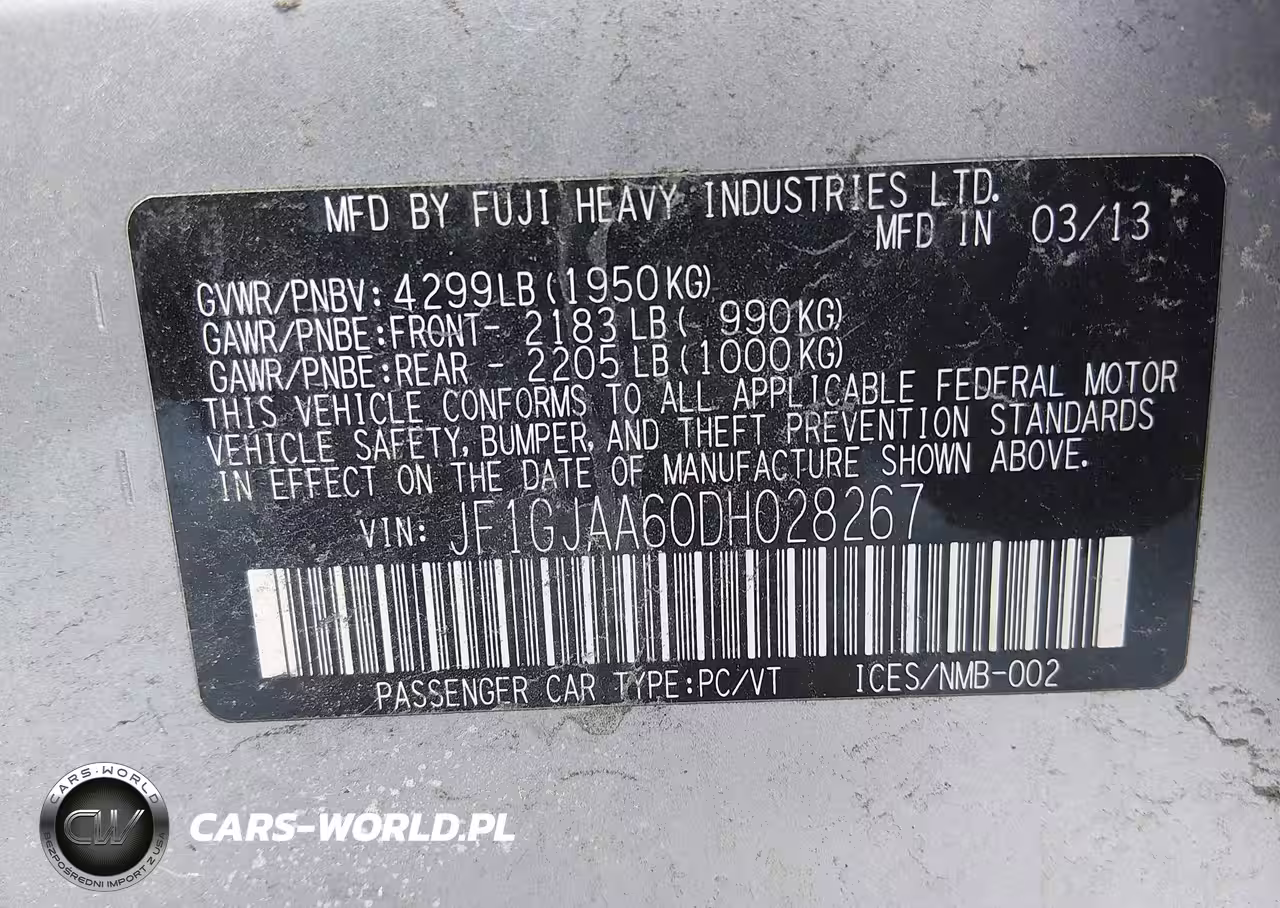 MFD BY FUJI HEAVY INDUSTRIES LTD.
MFD IN 03/13
GVWR/PNBV: 4299LB (1950KG)
GAWR/PNBE:FRONT- 2183 LB ( 990KG)
GAWR/PNBE:REAR - 2205 LB (1000KG)
THIS VEHICLE CONFORMS TO ALL APPLICABLE FEDERAL MOTOR
VEHICLE SAFETY, BUMPER, AND THEFT PREVENTION STANDARDS
IN EFFECT ON THE DATE OF MANUFACTURE SHOWN ABOVE.
VIN: JF1GJAA60DH028267
PASSENGER CAR TYPE:PC/VT ICES/NMB-002
CARS-WORLD
CW
BEZPOŚREDNI IMPORT Z USA
CARS-WORLD.PL